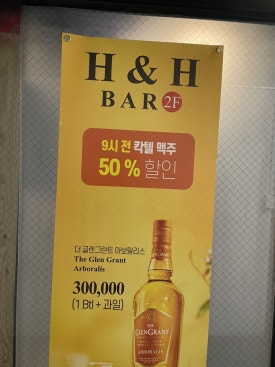 H & H
BAR 2F
9시 전 칵텔 맥주
50 % 할인
더 글렌그란트 아보랄리스
The Glen Grant
Arboralis
300,000
(1 Btl + 과일)
THE
GLENGRANT
ARBORALIS